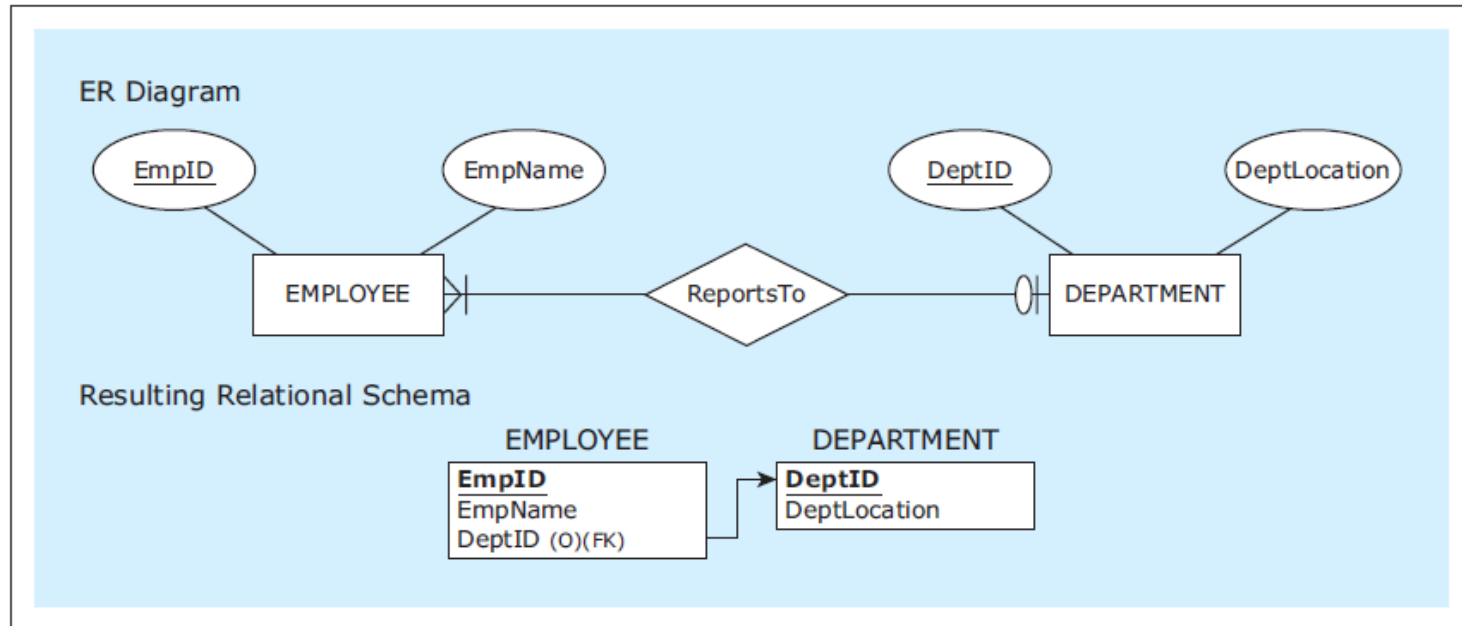 ER Diagram
EmpID
EmpName
DeptID
DeptLocation
EMPLOYEE
ReportsTo
DEPARTMENT
Resulting Relational Schema
EMPLOYEE
EmpID
EmpName
DeptID (O)(FK)
DEPARTMENT
DeptID
DeptLocation